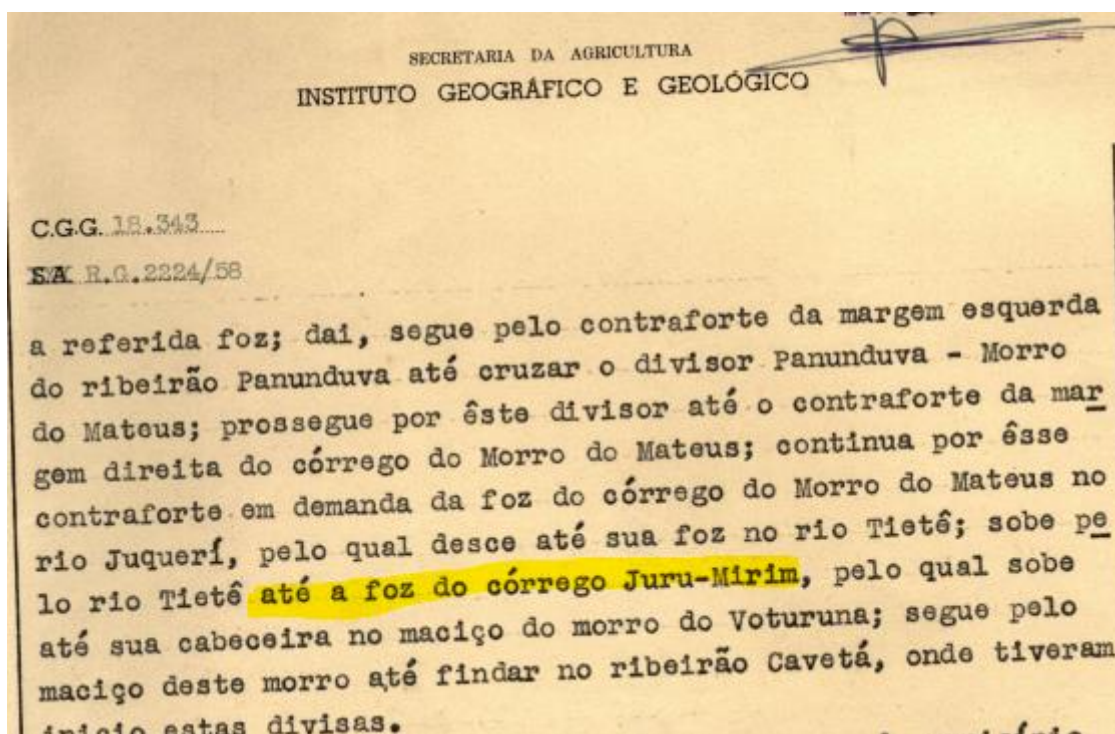 SECRETARIA DA AGRICULTURA
INSTITUTO GEOGRÁFICO E GEOLÓGICO
C.G.G. 18.343
SA R.G.2224/58
a referida foz; dai, segue pelo contraforte da margem esquerda
do ribeirão Panunduva até cruzar o divisor Panunduva - Morro
do Mateus; prossegue por êste divisor até o contraforte da mar
gem direita do córrego do Morro do Mateus; continua por êsse
contraforte em demanda da foz do córrego do Morro do Mateus no
rio Juquerí, pelo qual desce até sua foz no rio Tietê; sobe pe
lo rio Tietê até a foz do córrego Juru-Mirim, pelo qual sobe
até sua cabeceira no maciço do morro do Voturuna; segue pelo
maciço deste morro até findar no ribeirão Cavetá, onde tiveram
início estas divisas.